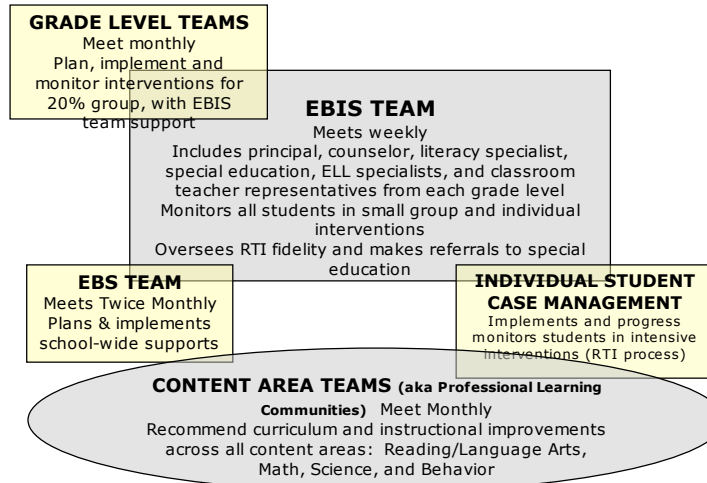 GRADE LEVEL TEAMS
Meet monthly
Plan, implement and
monitor interventions for
20% group, with EBIS
team support
EBIS TEAM
Meets weekly
Includes principal, counselor, literacy specialist,
special education, ELL specialists, and classroom
teacher representatives from each grade level
Monitors all students in small group and individual
interventions
Oversees RTI fidelity and makes referrals to special
education
EBS TEAM
Meets Twice Monthly
Plans & implements
school-wide supports
INDIVIDUAL STUDENT
CASE MANAGEMENT
Implements and progress
monitors students in intensive
interventions (RTI process)
CONTENT AREA TEAMS (aka Professional Learning
Communities) Meet Monthly
Recommend curriculum and instructional improvements
across all content areas: Reading/Language Arts,
Math, Science, and Behavior